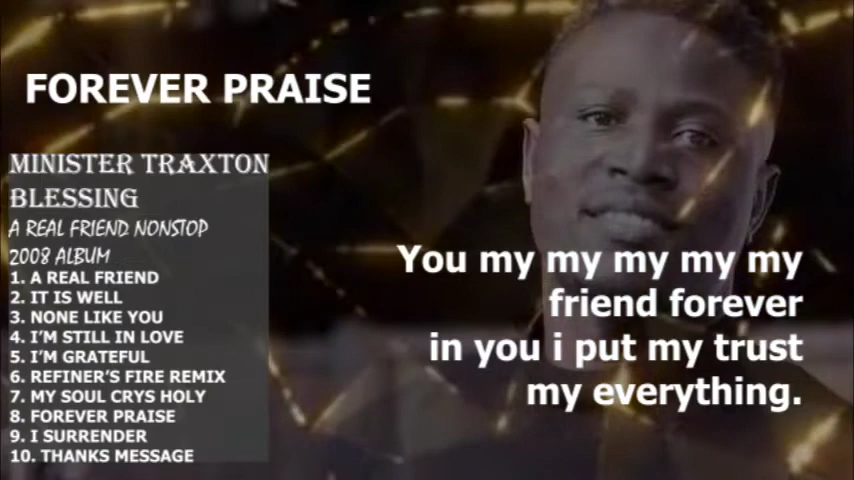 FOREVER PRAISE
MINISTER TRAXTON
BLESSING
A REAL FRIEND NONSTOP
2008 ALBUM
1. A REAL FRIEND
2. IT IS WELL
3. NONE LIKE YOU
4. I'M STILL IN LOVE
5. I'M GRATEFUL
6. REFINER'S FIRE REMIX
7. MY SOUL CRYS HOLY
8. FOREVER PRAISE
9. I SURRENDER
10. THANKS MESSAGE
You my my my my my
friend forever
in you i put my trust
my everything.